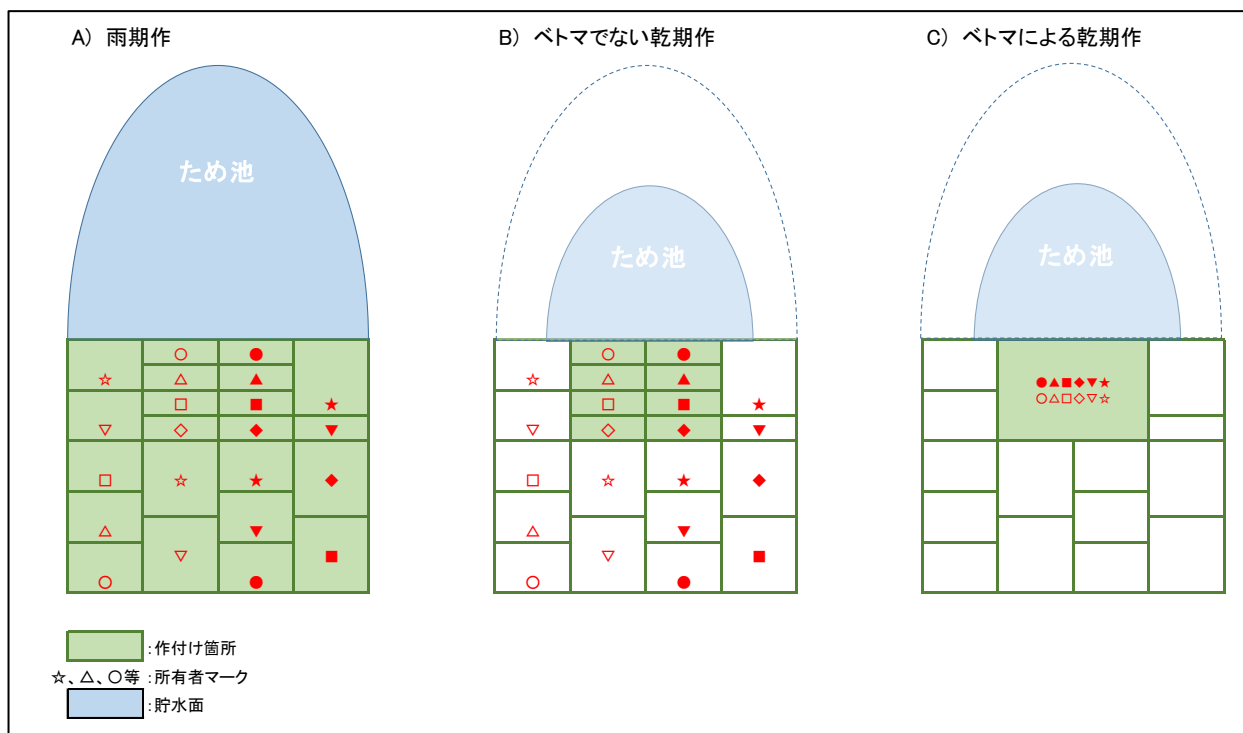 A) 雨期作
B) ベトマでない乾期作
C) ベトマによる乾期作
ため池
ため池
ため池
:作付け箇所
☆、△、○等 :所有者マーク
:貯水面